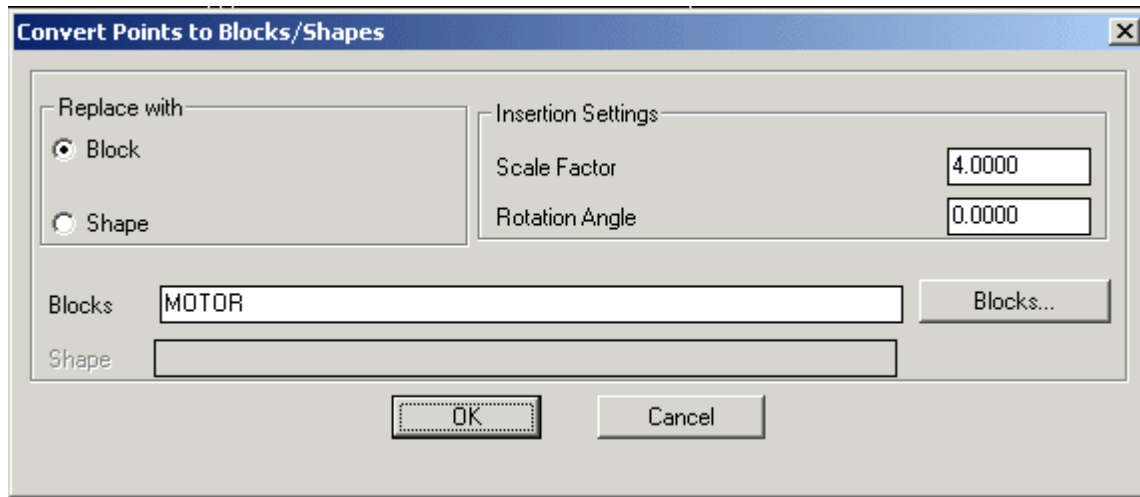 Convert Points to Blocks/Shapes
Replace with
Block
Shape
Insertion Settings
Scale Factor 4.0000
Rotation Angle 0.0000
Blocks MOTOR Blocks...
Shape
OK Cancel